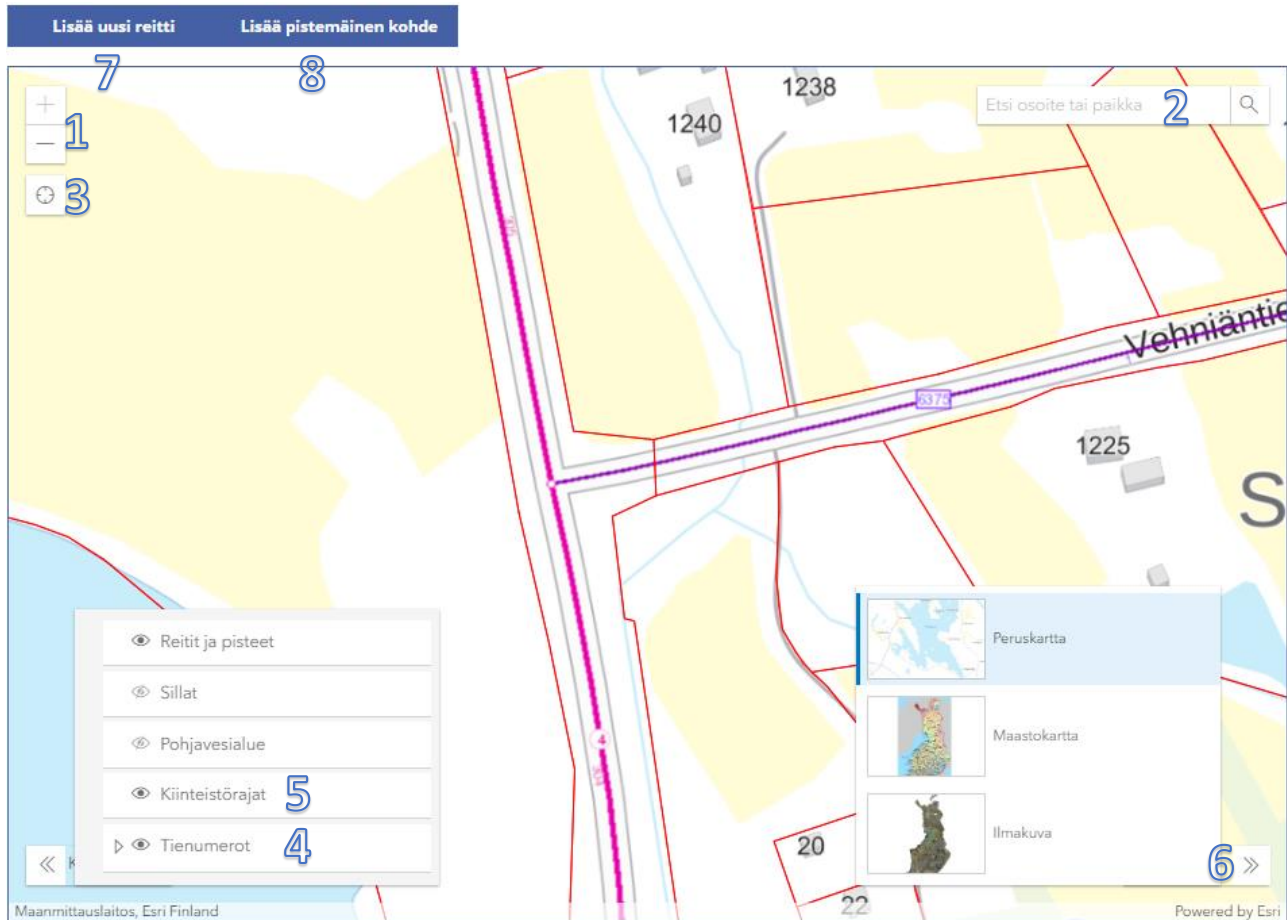 Lisää uusi reitti Lisää pistemäinen kohde
7 8
1
Etsi osoite tai paikka 2
3
1238
1240
Vehniäntie
1225
S
Reitit ja pisteet
Sillat
Pohjavesialue
Kiinteistörajat 5
Tienumerot 4
K
4
Peruskartta
Maastokartta
Ilmakuva
6
20
22
Maanmittauslaitos, Esri Finland
Powered by Esri